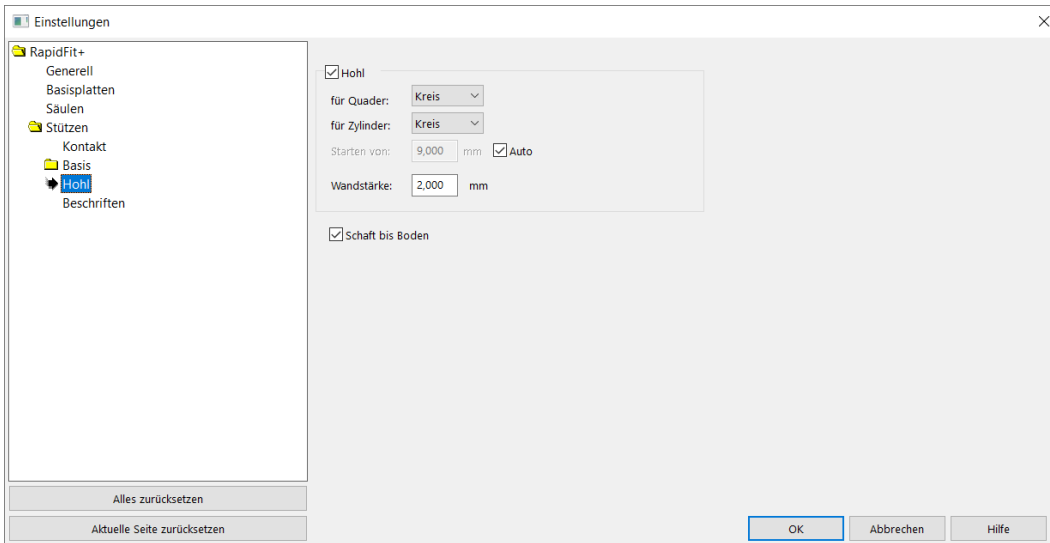 Einstellungen
RapidFit+
Generell
Basisplatten
Säulen
Stützen
Kontakt
Basis
Hohl
Beschriften
Alles zurücksetzen
Aktuelle Seite zurücksetzen
Hohl
für Quader: Kreis
für Zylinder: Kreis
Starten von: 9,000 mm Auto
Wandstärke: 2,000 mm
Schaft bis Boden
OK Abbrechen Hilfe